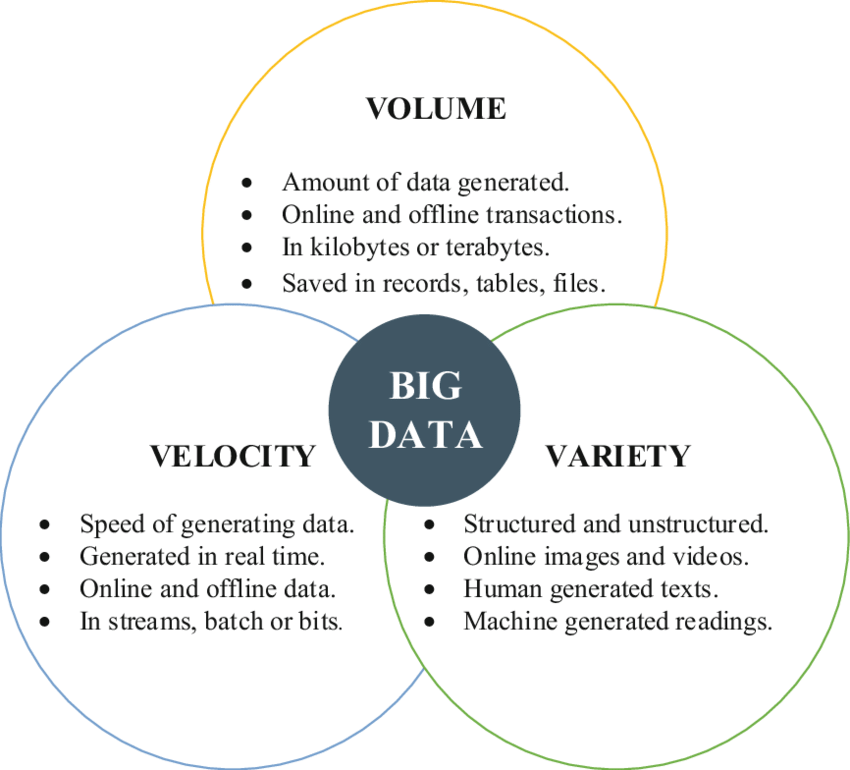 VOLUME
• Amount of data generated.
• Online and offline transactions.
• In kilobytes or terabytes.
• Saved in records, tables, files.
BIG
DATA
VELOCITY
• Speed of generating data.
• Generated in real time.
• Online and offline data.
• In streams, batch or bits.
VARIETY
• Structured and unstructured.
• Online images and videos.
• Human generated texts.
• Machine generated readings.